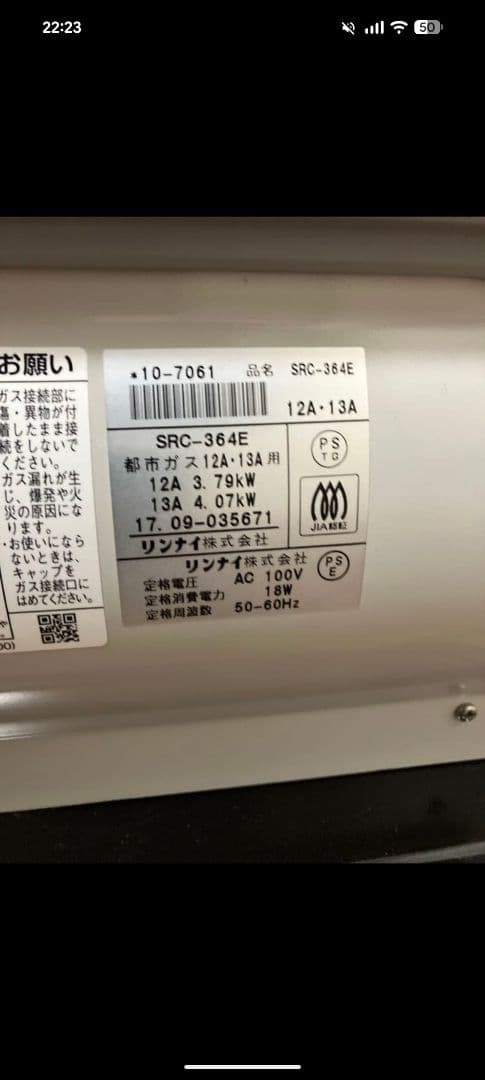 22:23
50
お願い
ガス接続部に
傷・異物が付
着したまま接
続をしないで
ください。
ガス漏れが生
じ、爆発や火
災の原因にな
ります。
・お使いになら
ないときは、
キャップを
ガス接続口に
はめてください。
*10-7061 品名 SRC-364E
12A・13A
SRC-364E
都市ガス12A・13A用
12A 3.79kW
13A 4.07kW
17.09-035671
リンナイ株式会社
PS
TG
JIA認証
リンナイ株式会社
定格電圧 AC 100V
定格消費電力 18W
定格周波数 50-60Hz
PS
E